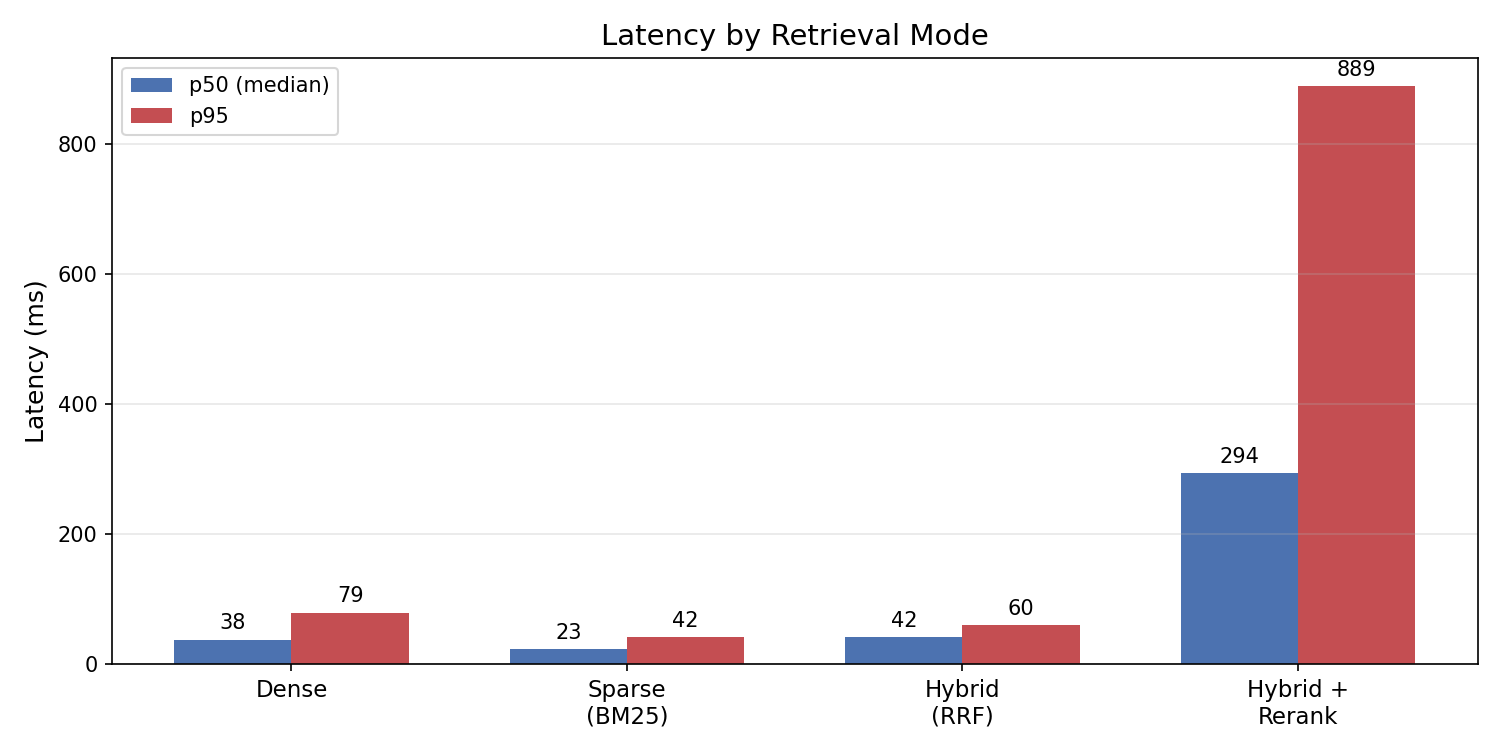 Latency by Retrieval Mode
p50 (median)
p95
Latency (ms)
800
600
400
200
0
38
79
23
42
42
60
294
889
Dense
Sparse
(BM25)
Hybrid
(RRF)
Hybrid +
Rerank